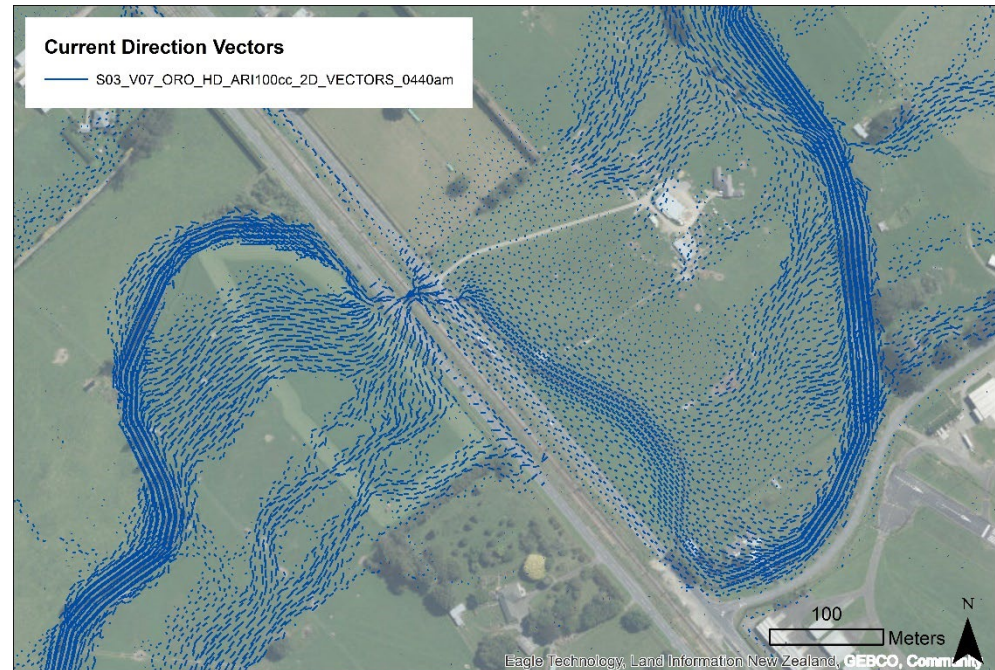 Current Direction Vectors
S03_V07_ORO_HD_ARI100cc_2D_VECTORS_0440am
N
100
Meters
Eagle Technology, Land Information New Zealand, GEBCO, Community